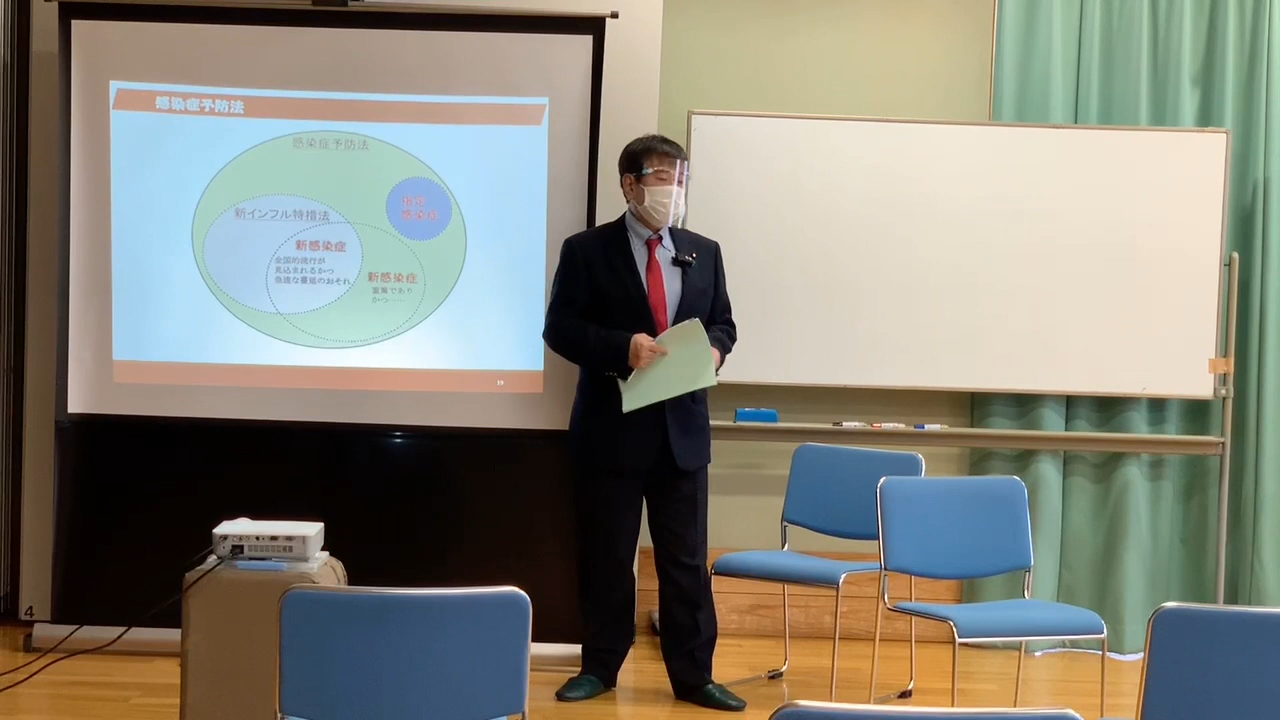 感染症予防法
感染症予防法
指定
感染症
新インフル特措法
新感染症
全国的流行が
見込まれるかつ
急速な蔓延のおそれ
新感染症
重篤であり
かつ……
19
4